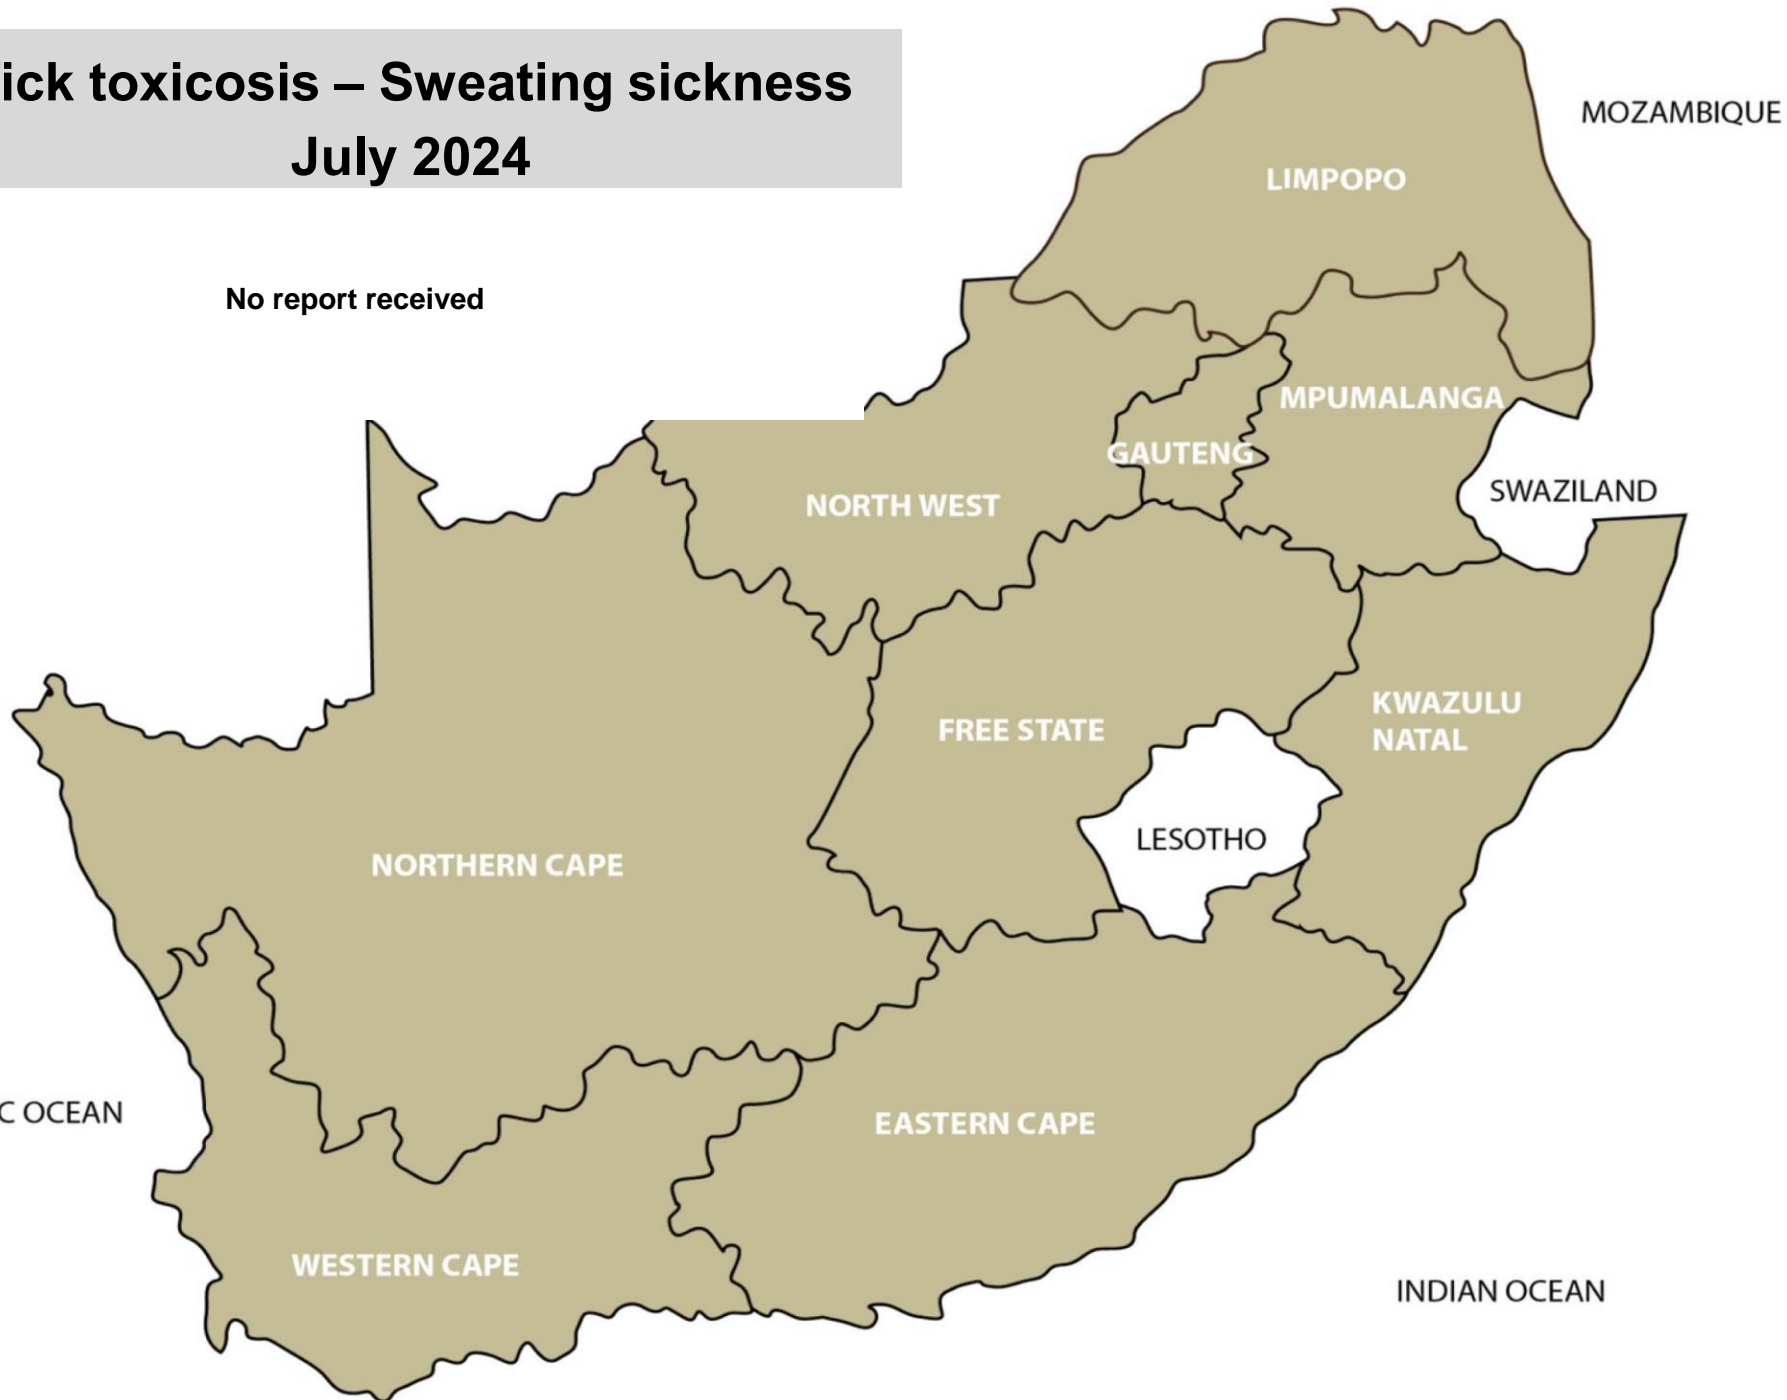 ick toxicosis – Sweating sickness
July 2024
No report received
MOZAMBIQUE
LIMPOPO
MPUMALANGA
GAUTENG
SWAZILAND
NORTH WEST
KWAZULU
NATAL
FREE STATE
LESOTHO
NORTHERN CAPE
C OCEAN
EASTERN CAPE
WESTERN CAPE
INDIAN OCEAN